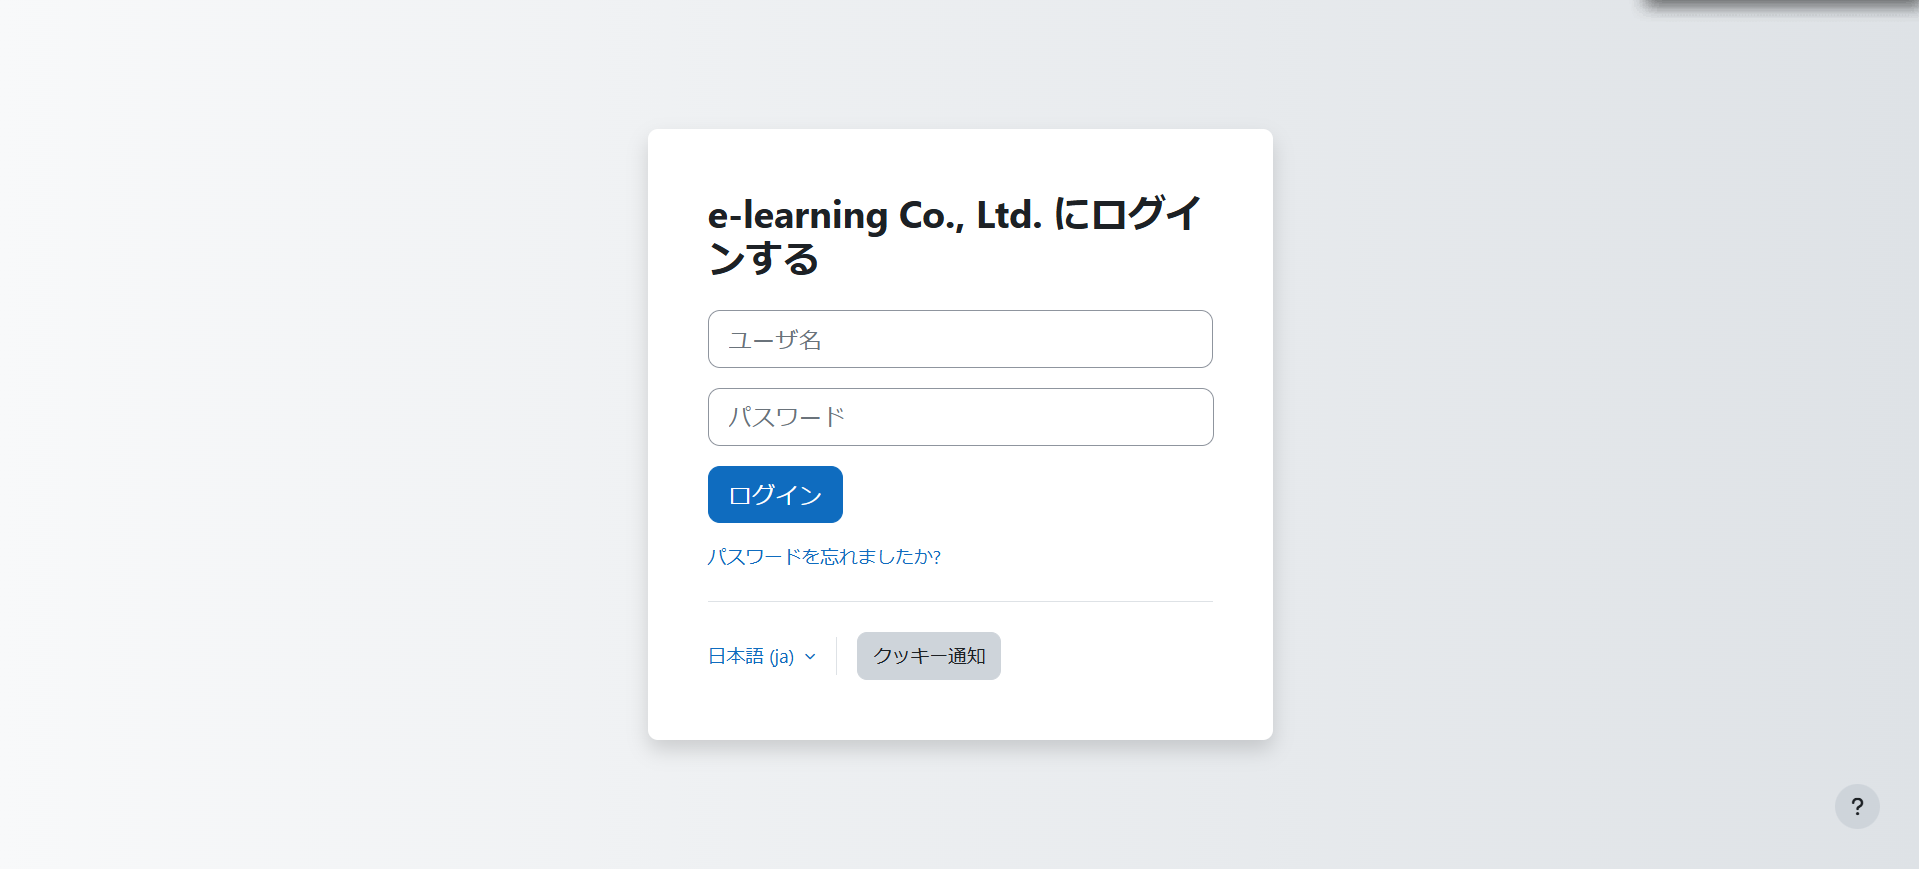 e-learning Co., Ltd. にログイ
ンする
ユーザ名
パスワード
ログイン
パスワードを忘れましたか?
日本語 (ja)
クッキー通知
?